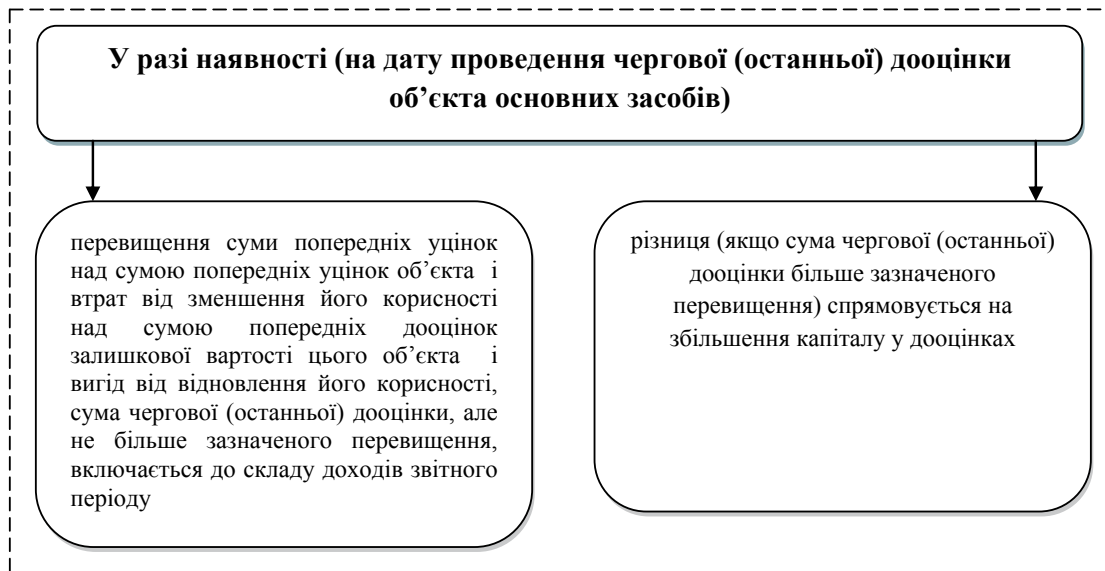 У разі наявності (на дату проведення чергової (останньої) дооцінки
об’єкта основних засобів)
перевищення суми попередніх уцінок
над сумою попередніх уцінок об’єкта і
втрат від зменшення його корисності
над сумою попередніх дооцінок
залишкової вартості цього об’єкта і
вигід від відновлення його корисності,
сума чергової (останньої) дооцінки, але
не більше зазначеного перевищення,
включається до складу доходів звітного
періоду
різниця (якщо сума чергової (останньої)
дооцінки більше зазначеного
перевищення) спрямовується на
збільшення капіталу у дооцінках